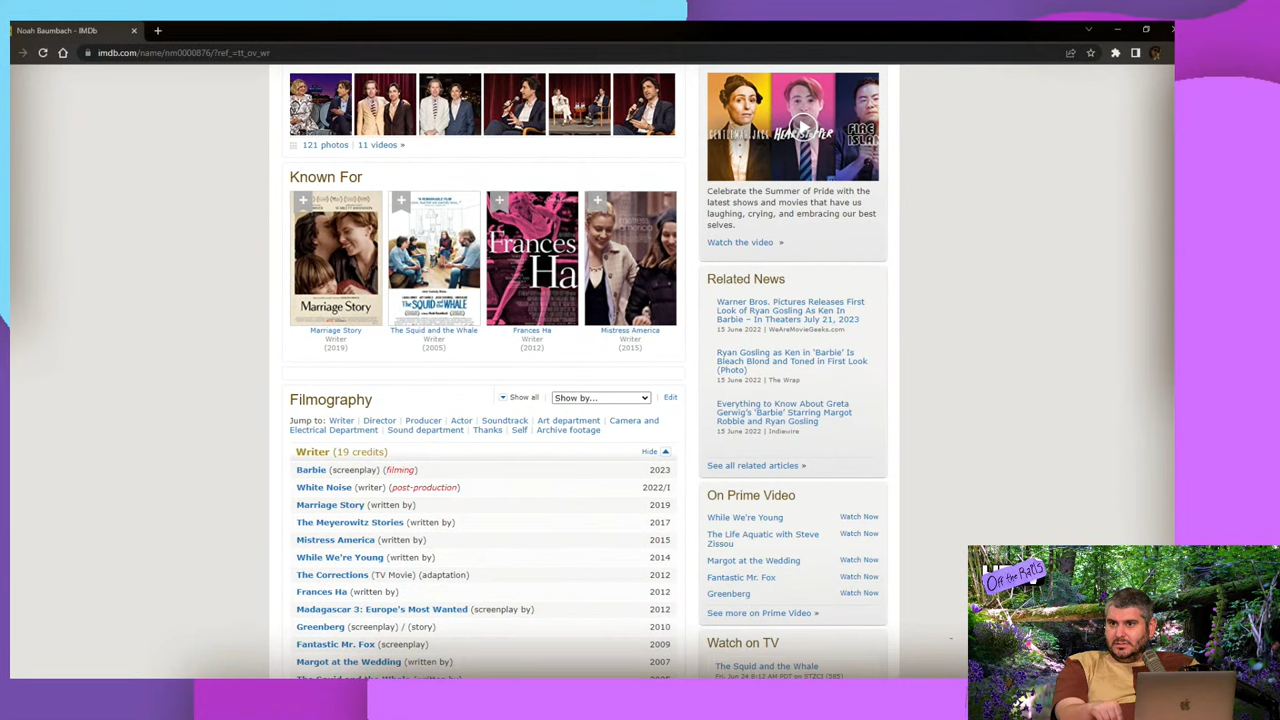 Noah Baumbach - IMDb
imdb.com/name/nm0000876/?ref_=tt_ov_wr
121 photos | 11 videos »
Known For
Marriage Story
THE SQUID AND THE WHALE
Frances
Ha
mistress
america
Marriage Story
Writer
(2019)
The Squid and the Whale
Writer
(2005)
Frances Ha
Writer
(2012)
Mistress America
Writer
(2015)
Filmography
Show all
Show by...
Edit
Jump to: Writer | Director | Producer | Actor | Soundtrack | Art department | Camera and
Electrical Department | Sound department | Thanks | Self | Archive footage
Writer (19 credits)
Hide
Barbie (screenplay) (filming) 2023
White Noise (writer) (post-production) 2022/I
Marriage Story (written by) 2019
The Meyerowitz Stories (written by) 2017
Mistress America (written by) 2015
While We're Young (written by) 2014
The Corrections (TV Movie) (adaptation) 2012
Frances Ha (written by) 2012
Madagascar 3: Europe's Most Wanted (screenplay by) 2012
Greenberg (screenplay) / (story) 2010
Fantastic Mr. Fox (screenplay) 2009
Margot at the Wedding (written by) 2007
GENTLEMAN JACK
HEARTSTOPPER
FIRE
ISLAND
Celebrate the Summer of Pride with the
latest shows and movies that have us
laughing, crying, and embracing our best
selves.
Watch the video »
Related News
Warner Bros. Pictures Releases First
Look of Ryan Gosling As Ken In
Barbie – In Theaters July 21, 2023
15 June 2022 | WeAreMovieGeeks.com
Ryan Gosling as Ken in 'Barbie' Is
Bleach Blond and Toned in First Look
(Photo)
15 June 2022 | The Wrap
Everything to Know About Greta
Gerwig's 'Barbie' Starring Margot
Robbie and Ryan Gosling
15 June 2022 | Indiewire
See all related articles »
On Prime Video
While We're Young Watch Now
The Life Aquatic with Steve Watch Now
Zissou
Margot at the Wedding Watch Now
Fantastic Mr. Fox Watch Now
Greenberg Watch Now
See more on Prime Video »
Watch on TV
The Squid and the Whale
Off the Rails